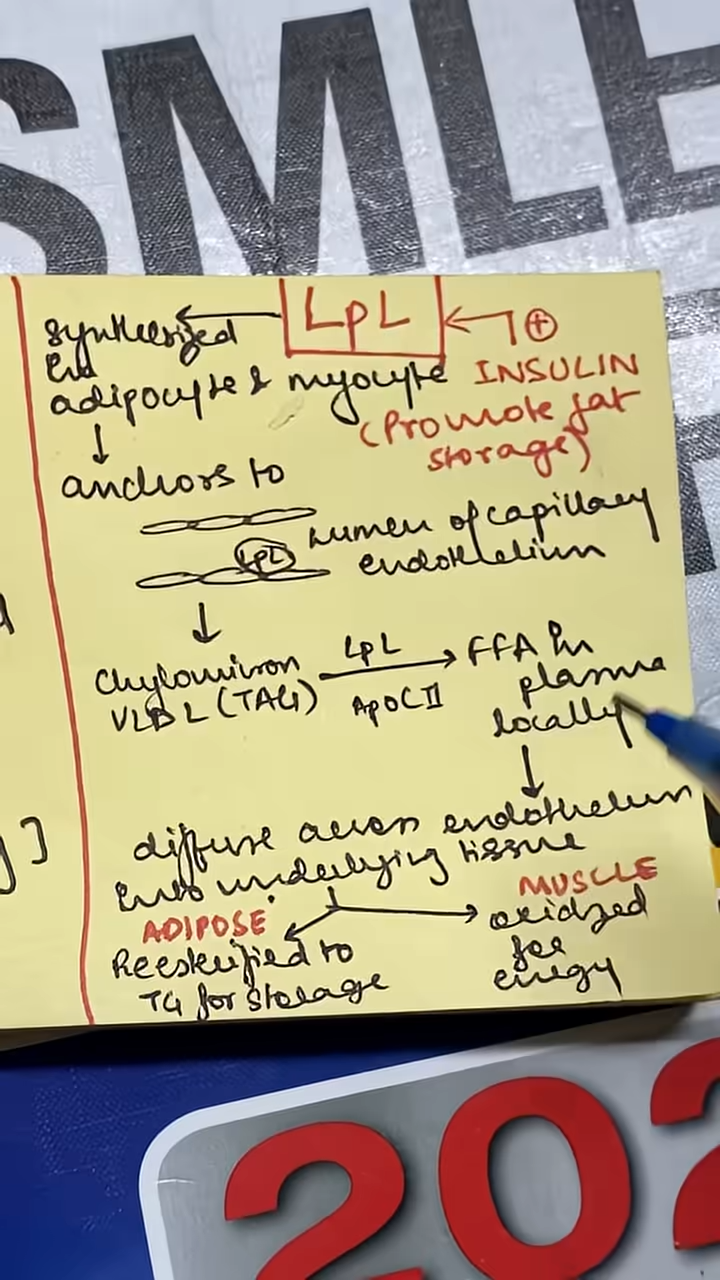 SMLE
LPL
synthesized
in
adipocyte & myocyte
⊕
INSULIN
(Promote fat
storage)
↓
anchors to
LPL
lumen of capillary
endothelium
↓
Chylomicron
VLDL (TAG)
LPL
ApoCII
FFA in
plasma
locally
↓
diffuse across endothelium
into underlying tissue
ADIPOSE
Reesterified to
TG for storage
MUSCLE
oxidized
for
energy
202